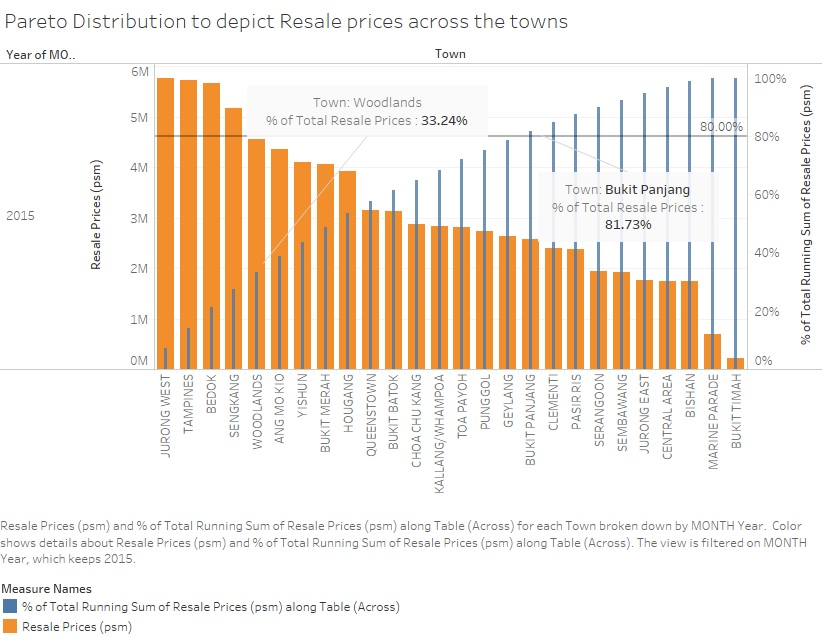 Pareto Distribution to depict Resale prices across the towns
Year of MO..
Town
6M
5M
4M
3M
2M
1M
0M
Resale Prices (psm)
2015
Town: Woodlands
% of Total Resale Prices : 33.24%
80.00%
Town: Bukit Panjang
% of Total Resale Prices :
81.73%
100%
80%
60%
40%
20%
0%
% of Total Running Sum of Resale Prices (psm)
JURONG WEST
TAMPINES
BEDOK
SENGKANG
WOODLANDS
ANG MO KIO
YISHUN
BUKIT MERAH
HOUGANG
QUEENSTOWN
BUKIT BATOK
CHOA CHU KANG
KALLANG/WHAMPOA
TOA PAYOH
PUNGGOL
GEYLANG
BUKIT PANJANG
CLEMENTI
PASIR RIS
SERANGOON
SEMBAWANG
JURONG EAST
CENTRAL AREA
BISHAN
MARINE PARADE
BUKIT TIMAH
Resale Prices (psm) and % of Total Running Sum of Resale Prices (psm) along Table (Across) for each Town broken down by MONTH Year. Color
shows details about Resale Prices (psm) and % of Total Running Sum of Resale Prices (psm) along Table (Across). The view is filtered on MONTH
Year, which keeps 2015.
Measure Names
% of Total Running Sum of Resale Prices (psm) along Table (Across)
Resale Prices (psm)